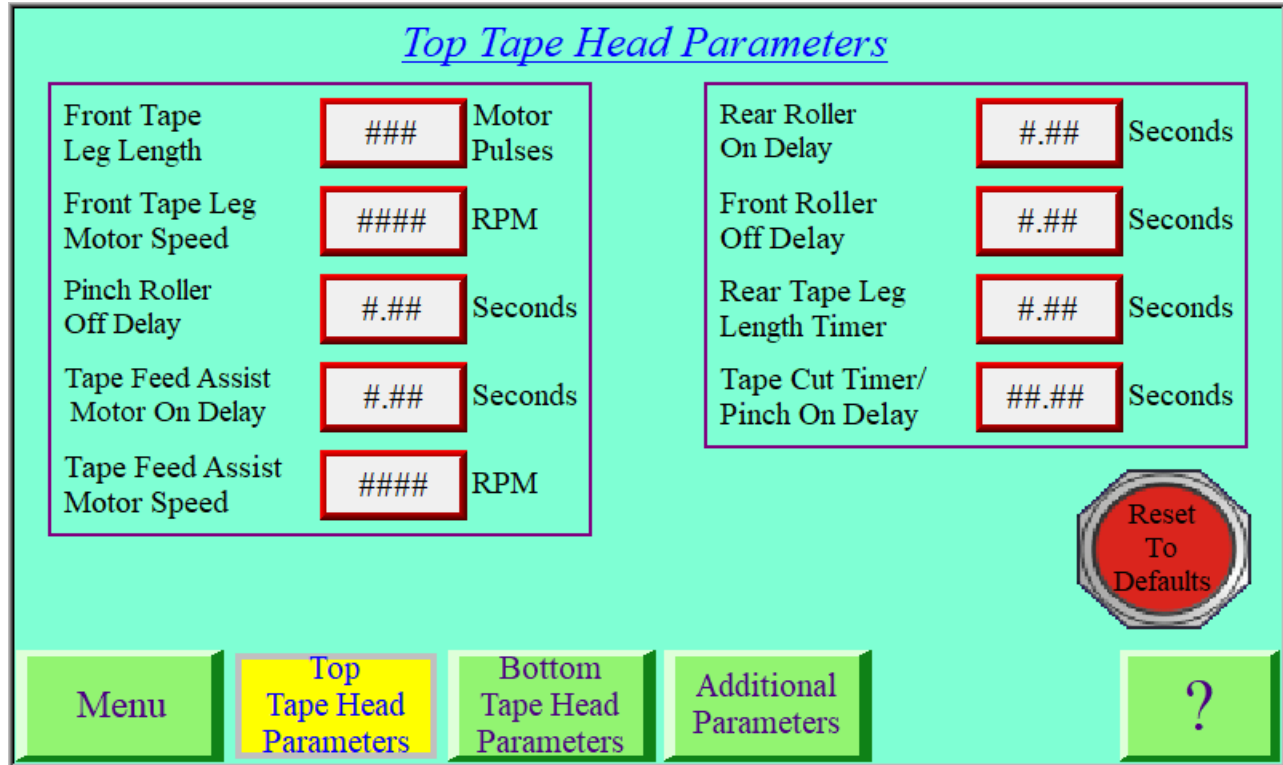 Top Tape Head Parameters
Front Tape
Leg Length
###
Motor
Pulses
Front Tape Leg
Motor Speed
####
RPM
Pinch Roller
Off Delay
#.##
Seconds
Tape Feed Assist
Motor On Delay
#.##
Seconds
Tape Feed Assist
Motor Speed
####
RPM
Rear Roller
On Delay
#.##
Seconds
Front Roller
Off Delay
#.##
Seconds
Rear Tape Leg
Length Timer
#.##
Seconds
Tape Cut Timer/
Pinch On Delay
##.##
Seconds
Reset
To
Defaults
Menu
Top
Tape Head
Parameters
Bottom
Tape Head
Parameters
Additional
Parameters
?